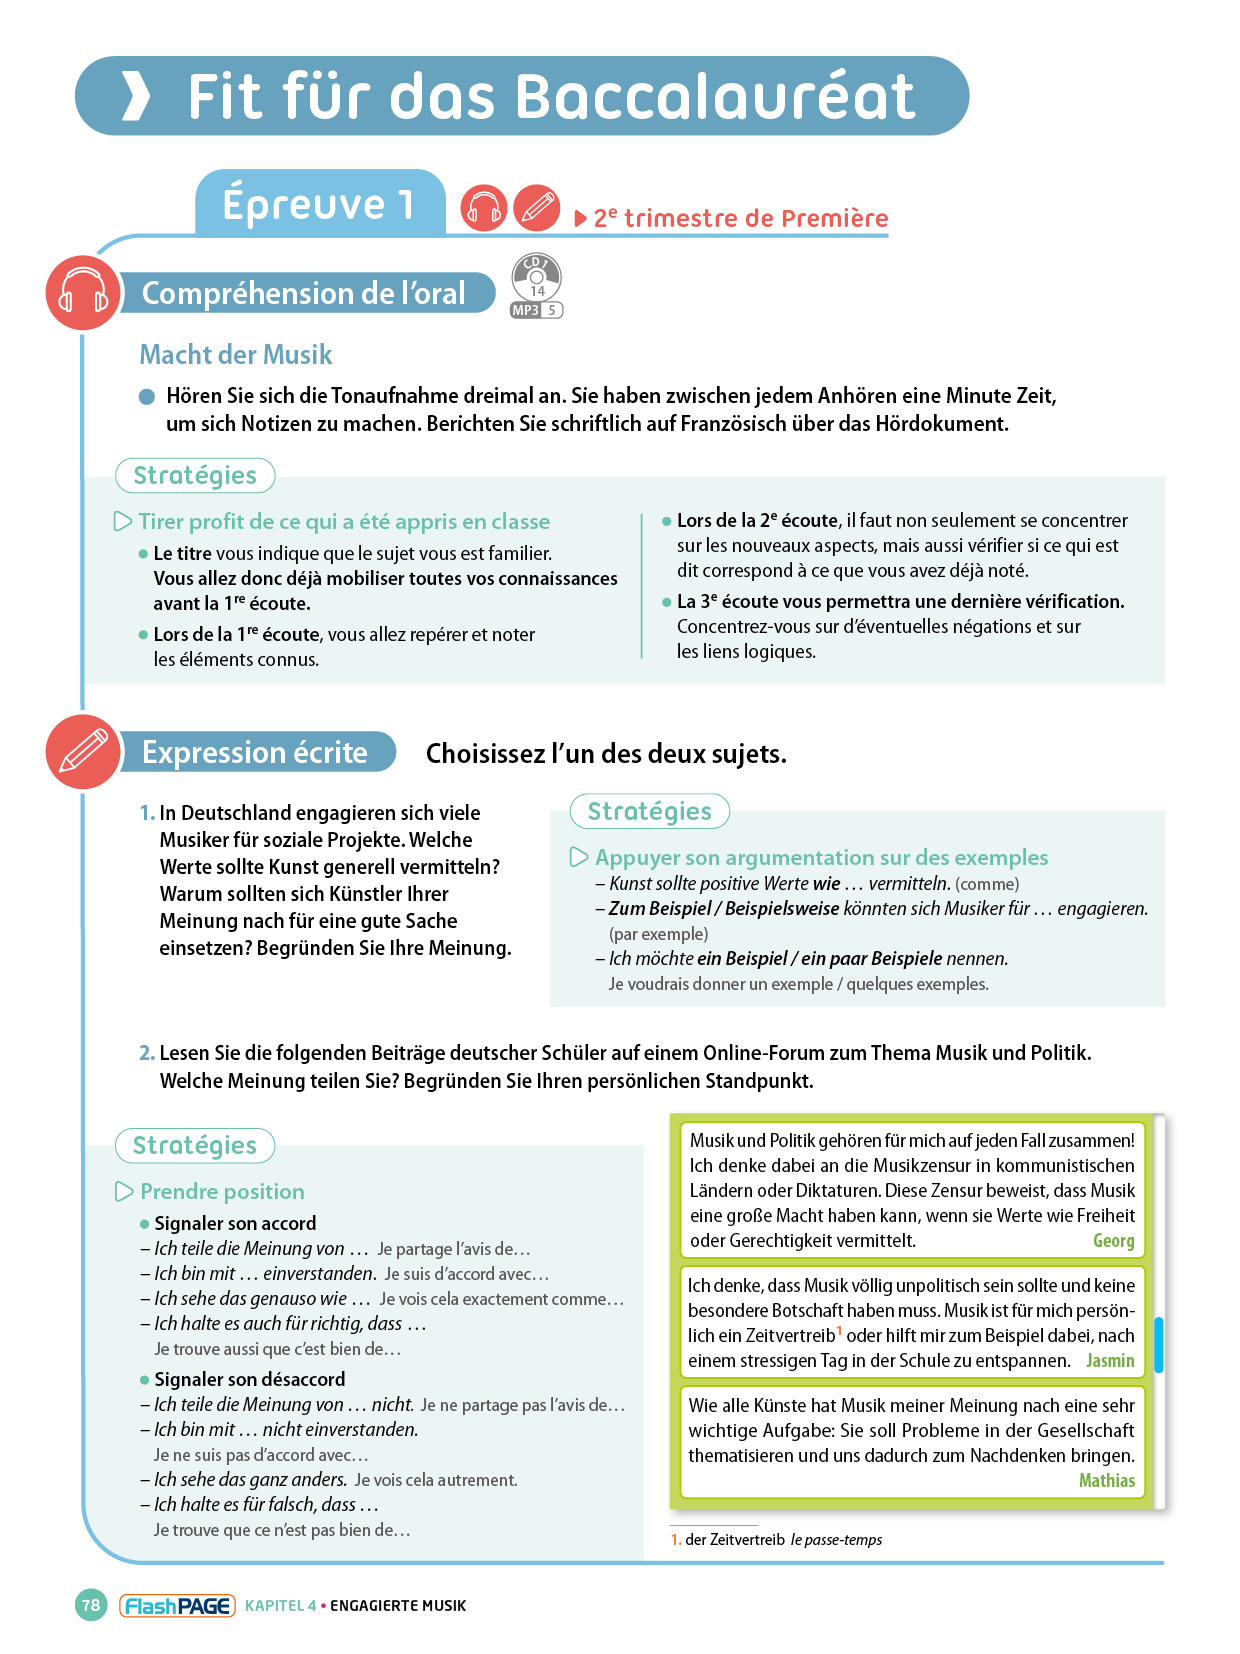 Fit für das Baccalauréat
Épreuve 1
2e trimestre de Première
Compréhension de l'oral
CD 1
14
MP3 5
Macht der Musik
Hören Sie sich die Tonaufnahme dreimal an. Sie haben zwischen jedem Anhören eine Minute Zeit,
um sich Notizen zu machen. Berichten Sie schriftlich auf Französisch über das Hördokument.
Stratégies
Tirer profit de ce qui a été appris en classe
• Le titre vous indique que le sujet vous est familier.
Vous allez donc déjà mobiliser toutes vos connaissances
avant la 1re écoute.
• Lors de la 1re écoute, vous allez repérer et noter
les éléments connus.
• Lors de la 2e écoute, il faut non seulement se concentrer
sur les nouveaux aspects, mais aussi vérifier si ce qui est
dit correspond à ce que vous avez déjà noté.
• La 3e écoute vous permettra une dernière vérification.
Concentrez-vous sur d'éventuelles négations et sur
les liens logiques.
Expression écrite
Choisissez l'un des deux sujets.
1. In Deutschland engagieren sich viele
Musiker für soziale Projekte. Welche
Werte sollte Kunst generell vermitteln?
Warum sollten sich Künstler Ihrer
Meinung nach für eine gute Sache
einsetzen? Begründen Sie Ihre Meinung.
Stratégies
Appuyer son argumentation sur des exemples
– Kunst sollte positive Werte wie … vermitteln. (comme)
– Zum Beispiel / Beispielsweise könnten sich Musiker für … engagieren.
(par exemple)
– Ich möchte ein Beispiel / ein paar Beispiele nennen.
Je voudrais donner un exemple / quelques exemples.
2. Lesen Sie die folgenden Beiträge deutscher Schüler auf einem Online-Forum zum Thema Musik und Politik.
Welche Meinung teilen Sie? Begründen Sie Ihren persönlichen Standpunkt.
Stratégies
Prendre position
• Signaler son accord
– Ich teile die Meinung von … Je partage l'avis de…
– Ich bin mit … einverstanden. Je suis d'accord avec…
– Ich sehe das genauso wie … Je vois cela exactement comme…
– Ich halte es auch für richtig, dass …
Je trouve aussi que c'est bien de…
• Signaler son désaccord
– Ich teile die Meinung von … nicht. Je ne partage pas l'avis de…
– Ich bin mit … nicht einverstanden.
Je ne suis pas d'accord avec…
– Ich sehe das ganz anders. Je vois cela autrement.
– Ich halte es für falsch, dass …
Je trouve que ce n'est pas bien de…
Musik und Politik gehören für mich auf jeden Fall zusammen!
Ich denke dabei an die Musikzensur in kommunistischen
Ländern oder Diktaturen. Diese Zensur beweist, dass Musik
eine große Macht haben kann, wenn sie Werte wie Freiheit
oder Gerechtigkeit vermittelt. Georg
Ich denke, dass Musik völlig unpolitisch sein sollte und keine
besondere Botschaft haben muss. Musik ist für mich persön-
lich ein Zeitvertreib1 oder hilft mir zum Beispiel dabei, nach
einem stressigen Tag in der Schule zu entspannen. Jasmin
Wie alle Künste hat Musik meiner Meinung nach eine sehr
wichtige Aufgabe: Sie soll Probleme in der Gesellschaft
thematisieren und uns dadurch zum Nachdenken bringen.
Mathias
1. der Zeitvertreib le passe-temps
78 FlashPAGE KAPITEL 4 • ENGAGIERTE MUSIK